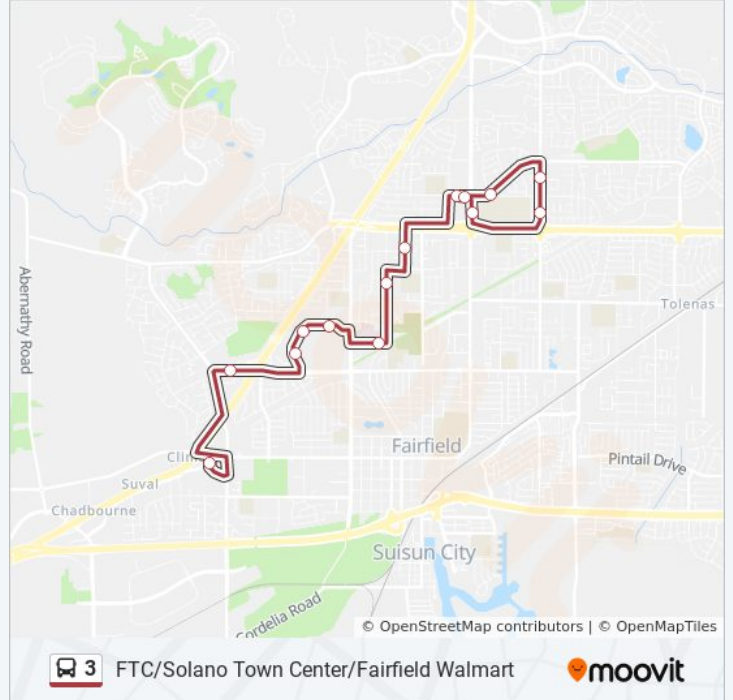 Abernathy Road
Tolenas
Fairfield
Clin
Pintail Drive
Suval
Chadbourne
Suisun City
Cordelia Road
© OpenStreetMap contributors | © OpenMapTiles
3 FTC/Solano Town Center/Fairfield Walmart moovit